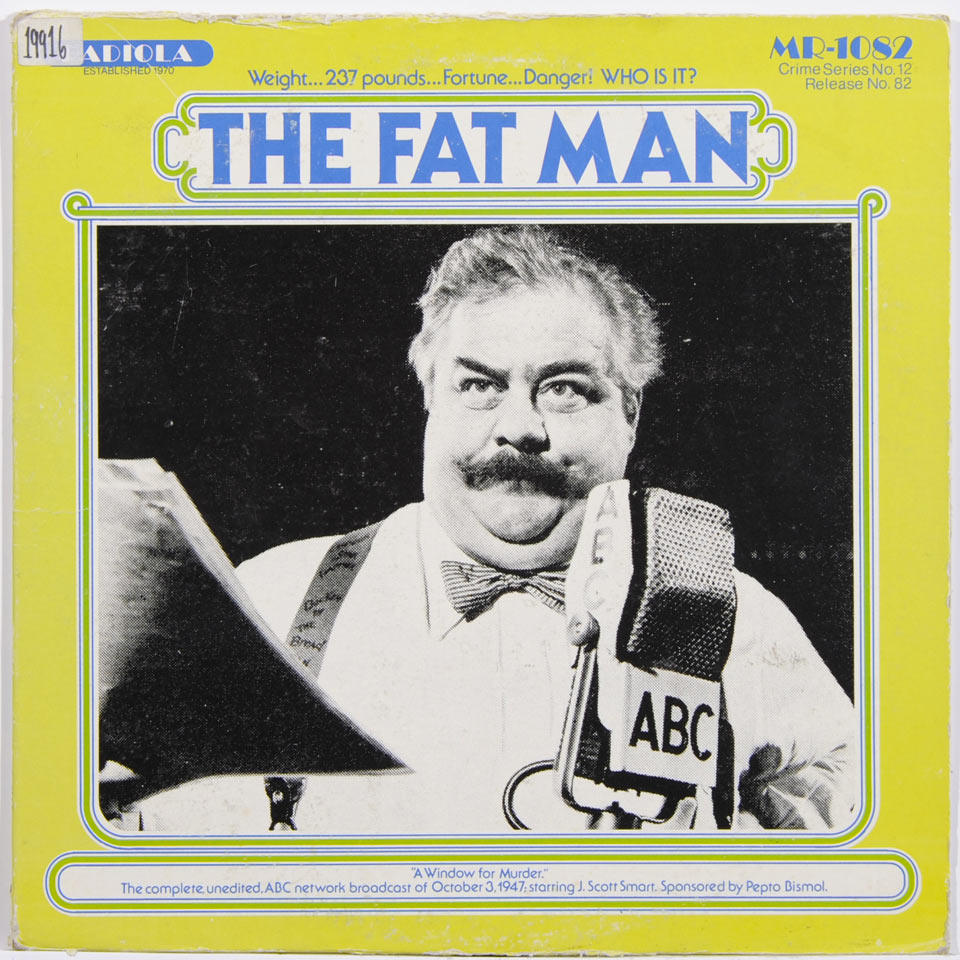 19916
ADIOLA
ESTABLISHED 1970
MR-1082
Crime Series No. 12
Release No. 82
Weight...237 pounds...Fortune...Danger! WHO IS IT?
THE FAT MAN
ABC
ABC
"A Window for Murder."
The complete, unedited, ABC network broadcast of October 3, 1947; starring J. Scott Smart. Sponsored by Pepto Bismol.